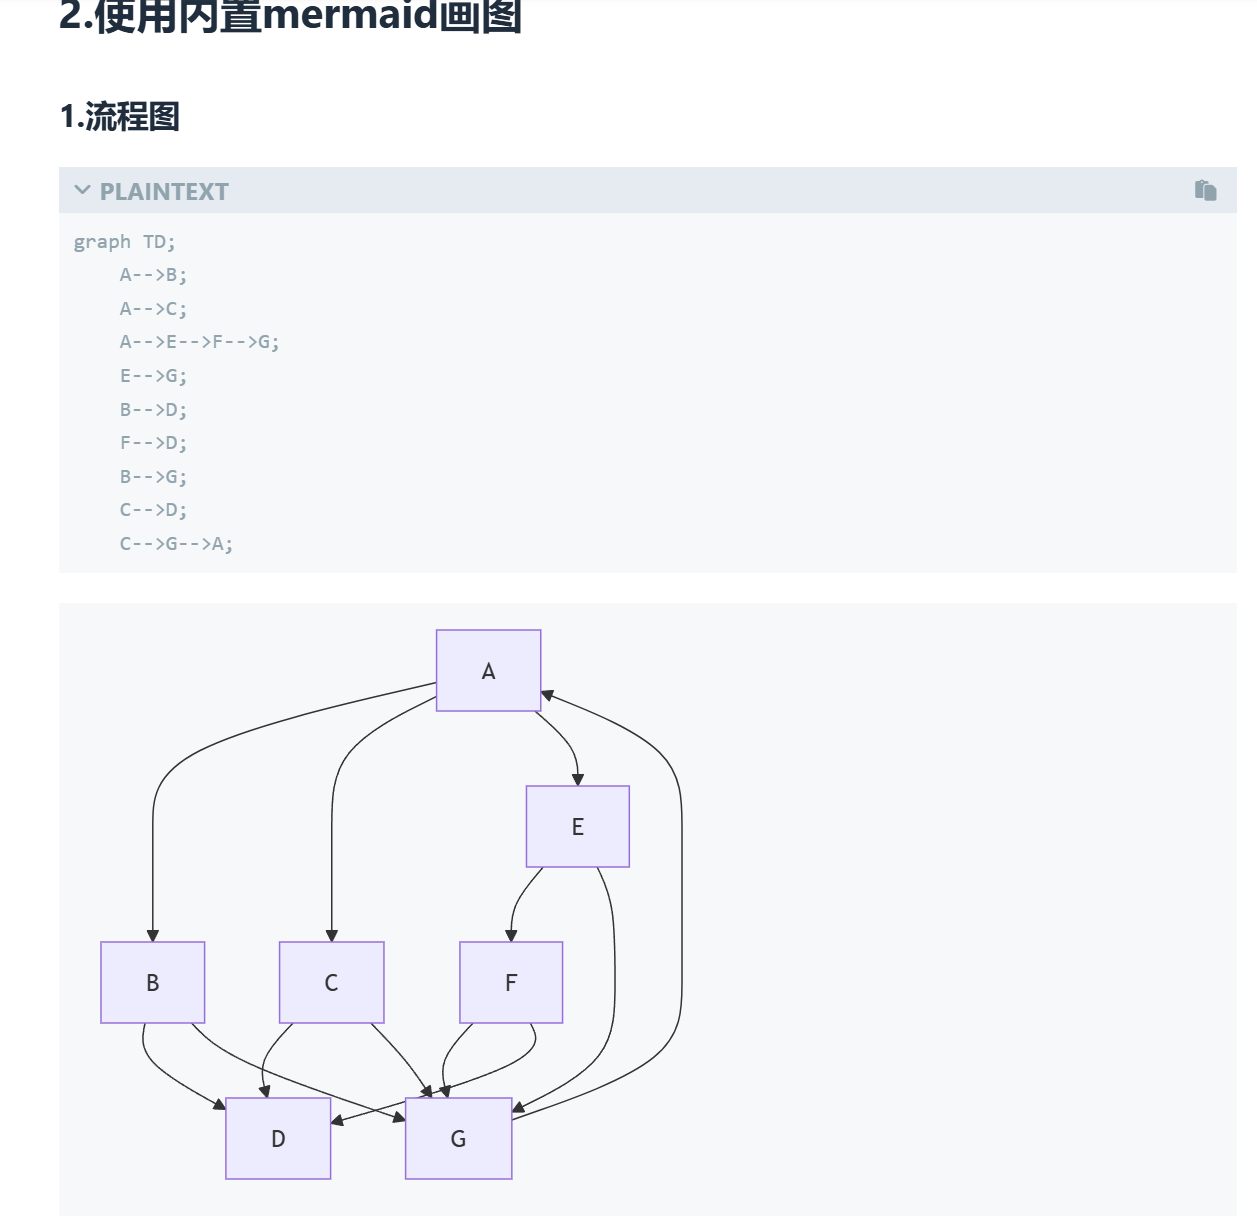 2.使用内置mermaid画图
1.流程图
PLAINTEXT
graph TD;
    A-->B;
    A-->C;
    A-->E-->F-->G;
    E-->G;
    B-->D;
    F-->D;
    B-->G;
    C-->D;
    C-->G-->A;
A
E
B C F
D G